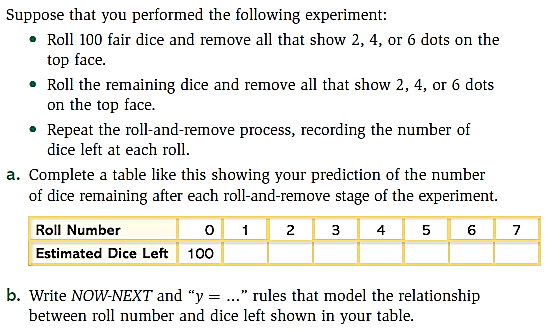 Suppose that you performed the following experiment:
• Roll 100 fair dice and remove all that show 2, 4, or 6 dots on the
top face.
• Roll the remaining dice and remove all that show 2, 4, or 6 dots
on the top face.
• Repeat the roll-and-remove process, recording the number of
dice left at each roll.
a. Complete a table like this showing your prediction of the number
of dice remaining after each roll-and-remove stage of the experiment.
Roll Number 0 1 2 3 4 5 6 7
Estimated Dice Left 100
b. Write NOW-NEXT and “y = ...” rules that model the relationship
between roll number and dice left shown in your table.